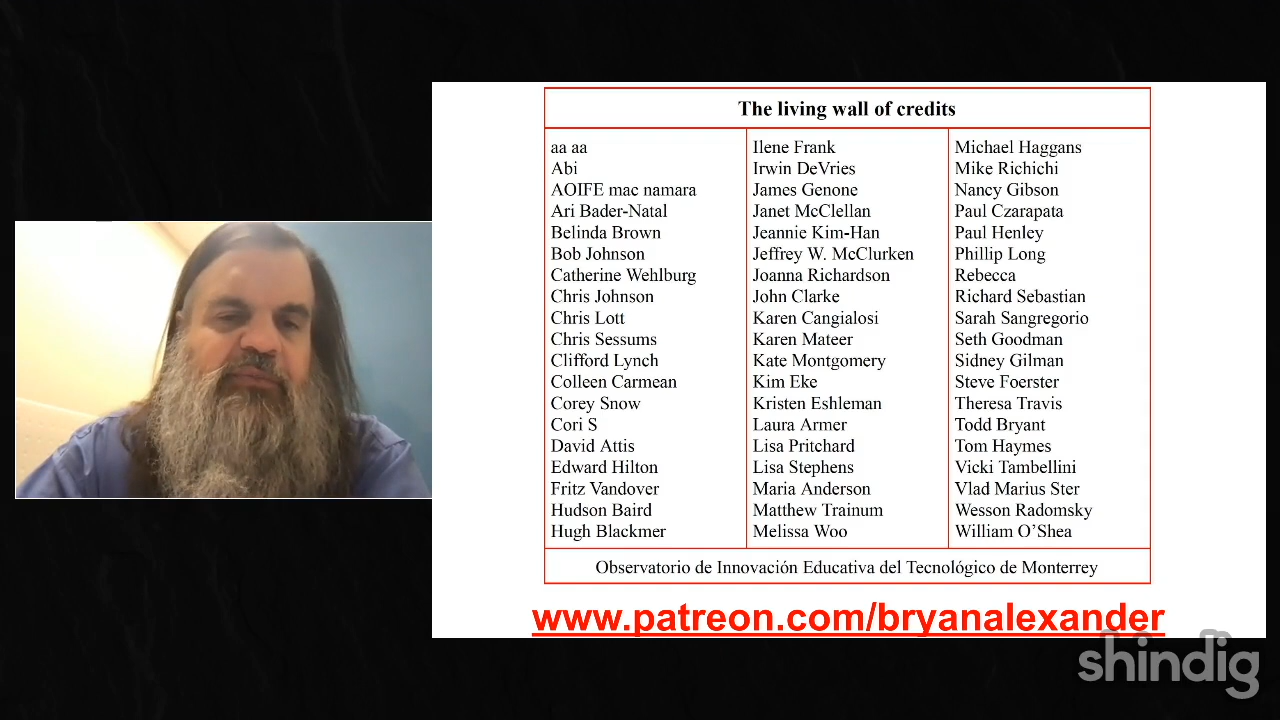 The living wall of credits
aa aa
Abi
AOIFE mac namara
Ari Bader-Natal
Belinda Brown
Bob Johnson
Catherine Wehlburg
Chris Johnson
Chris Lott
Chris Sessums
Clifford Lynch
Colleen Carmean
Corey Snow
Cori S
David Attis
Edward Hilton
Fritz Vandover
Hudson Baird
Hugh Blackmer
Ilene Frank
Irwin DeVries
James Genone
Janet McClellan
Jeannie Kim-Han
Jeffrey W. McClurken
Joanna Richardson
John Clarke
Karen Cangialosi
Karen Mateer
Kate Montgomery
Kim Eke
Kristen Eshleman
Laura Armer
Lisa Pritchard
Lisa Stephens
Maria Anderson
Matthew Trainum
Melissa Woo
Michael Haggans
Mike Richichi
Nancy Gibson
Paul Czarapata
Paul Henley
Phillip Long
Rebecca
Richard Sebastian
Sarah Sangregorio
Seth Goodman
Sidney Gilman
Steve Foerster
Theresa Travis
Todd Bryant
Tom Haymes
Vicki Tambellini
Vlad Marius Ster
Wesson Radomsky
William O’Shea
Observatorio de Innovación Educativa del Tecnológico de Monterrey
www.patreon.com/bryanalexander
shindig